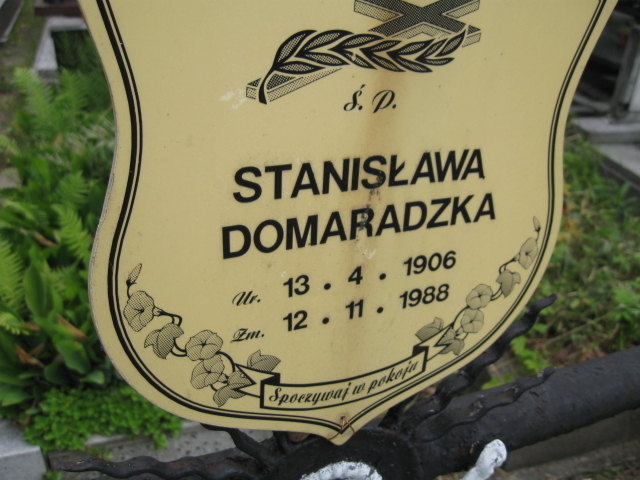 Ś. P.
STANISŁAWA
DOMARADZKA
Ur. 13 • 4 • 1906
Zm. 12 • 11 • 1988
Spoczywaj w pokoju